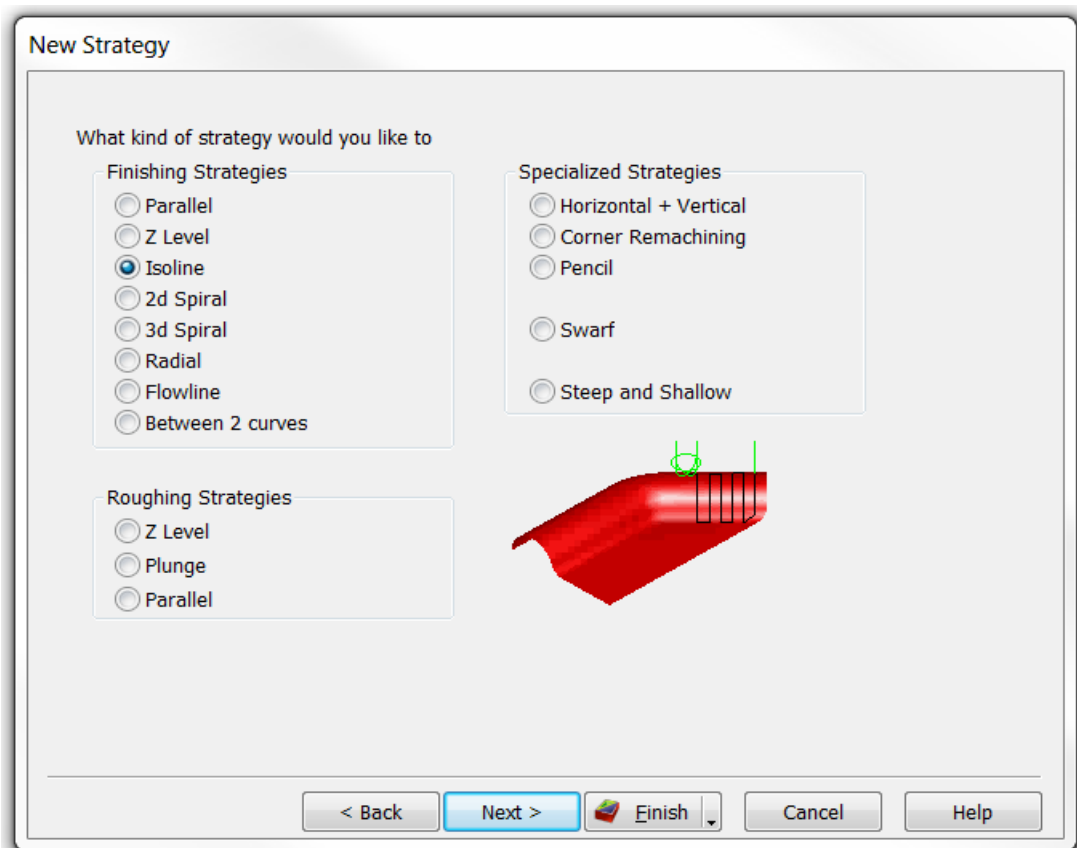 New Strategy
What kind of strategy would you like to
Finishing Strategies
Parallel
Z Level
Isoline
2d Spiral
3d Spiral
Radial
Flowline
Between 2 curves
Roughing Strategies
Z Level
Plunge
Parallel
Specialized Strategies
Horizontal + Vertical
Corner Remachining
Pencil
Swarf
Steep and Shallow
< Back
Next >
Finish
Cancel
Help